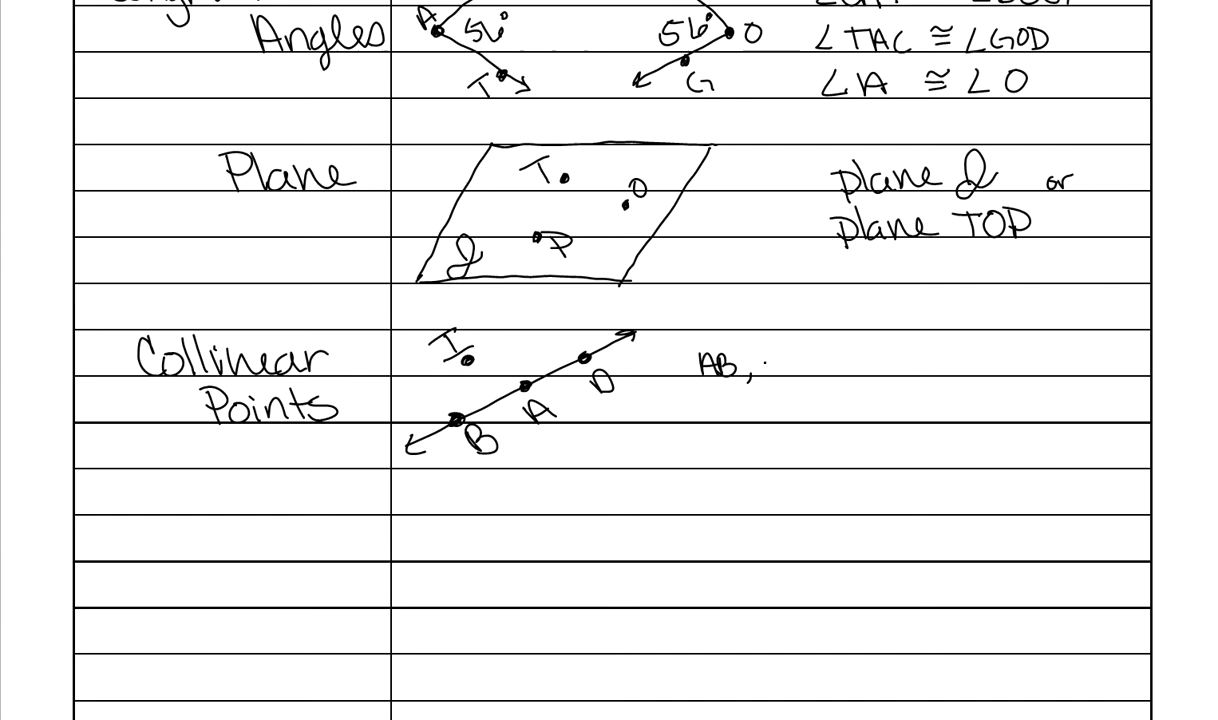 Angles A 56° 56° O ∠TAC ≅ ∠GOD
T G ∠A ≅ ∠O
Plane T O plane Q or
Q P plane TOP
Collinear I D AB,
Points B A